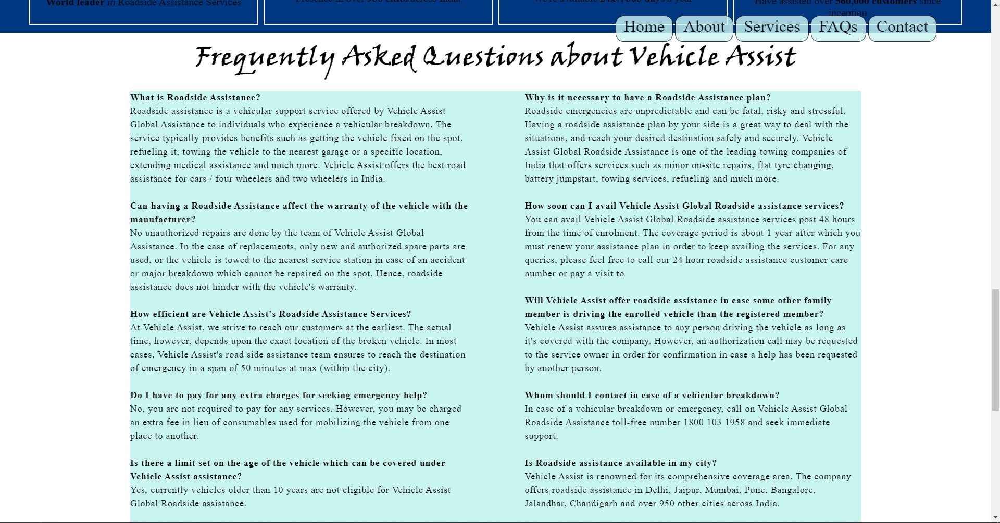 World leader in Roadside Assistance Services
Presence in over 950 cities across India
We're available 24x7, 365 days a year
Have assisted over 560,000 customers since
inception
Home About Services FAQs Contact
Frequently Asked Questions about Vehicle Assist
What is Roadside Assistance?
Roadside assistance is a vehicular support service offered by Vehicle Assist
Global Assistance to individuals who experience a vehicular breakdown. The
service typically provides benefits such as getting the vehicle fixed on the spot,
refueling it, towing the vehicle to the nearest garage or a specific location,
extending medical assistance and much more. Vehicle Assist offers the best road
assistance for cars / four wheelers and two wheelers in India.
Can having a Roadside Assistance affect the warranty of the vehicle with the
manufacturer?
No unauthorized repairs are done by the team of Vehicle Assist Global
Assistance. In the case of replacements, only new and authorized spare parts are
used, or the vehicle is towed to the nearest service station in case of an accident
or major breakdown which cannot be repaired on the spot. Hence, roadside
assistance does not hinder with the vehicle's warranty.
How efficient are Vehicle Assist's Roadside Assistance Services?
At Vehicle Assist, we strive to reach our customers at the earliest. The actual
time, however, depends upon the exact location of the broken vehicle. In most
cases, Vehicle Assist's road side assistance team ensures to reach the destination
of emergency in a span of 50 minutes at max (within the city).
Do I have to pay for any extra charges for seeking emergency help?
No, you are not required to pay for any services. However, you may be charged
an extra fee in lieu of consumables used for mobilizing the vehicle from one
place to another.
Is there a limit set on the age of the vehicle which can be covered under
Vehicle Assist assistance?
Yes, currently vehicles older than 10 years are not eligible for Vehicle Assist
Global Roadside assistance.
Why is it necessary to have a Roadside Assistance plan?
Roadside emergencies are unpredictable and can be fatal, risky and stressful.
Having a roadside assistance plan by your side is a great way to deal with the
situations, and reach your desired destination safely and securely. Vehicle
Assist Global Roadside Assistance is one of the leading towing companies of
India that offers services such as minor on-site repairs, flat tyre changing,
battery jumpstart, towing services, refueling and much more.
How soon can I avail Vehicle Assist Global Roadside assistance services?
You can avail Vehicle Assist Global Roadside assistance services post 48 hours
from the time of enrolment. The coverage period is about 1 year after which you
must renew your assistance plan in order to keep availing the services. For any
queries, please feel free to call our 24 hour roadside assistance customer care
number or pay a visit to
Will Vehicle Assist offer roadside assistance in case some other family
member is driving the enrolled vehicle than the registered member?
Vehicle Assist assures assistance to any person driving the vehicle as long as
it's covered with the company. However, an authorization call may be requested
to the service owner in order for confirmation in case a help has been requested
by another person.
Whom should I contact in case of a vehicular breakdown?
In case of a vehicular breakdown or emergency, call on Vehicle Assist Global
Roadside Assistance toll-free number 1800 103 1958 and seek immediate
support.
Is Roadside assistance available in my city?
Vehicle Assist is renowned for its comprehensive coverage area. The company
offers roadside assistance in Delhi, Jaipur, Mumbai, Pune, Bangalore,
Jalandhar, Chandigarh and over 950 other cities across India.